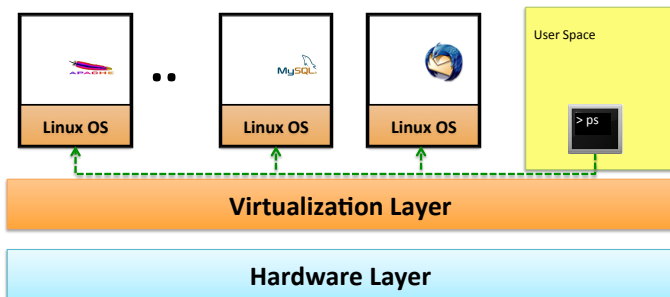 User Space
APACHE
..
MySQL
> ps
Linux OS
Linux OS
Linux OS
Virtualization Layer
Hardware Layer